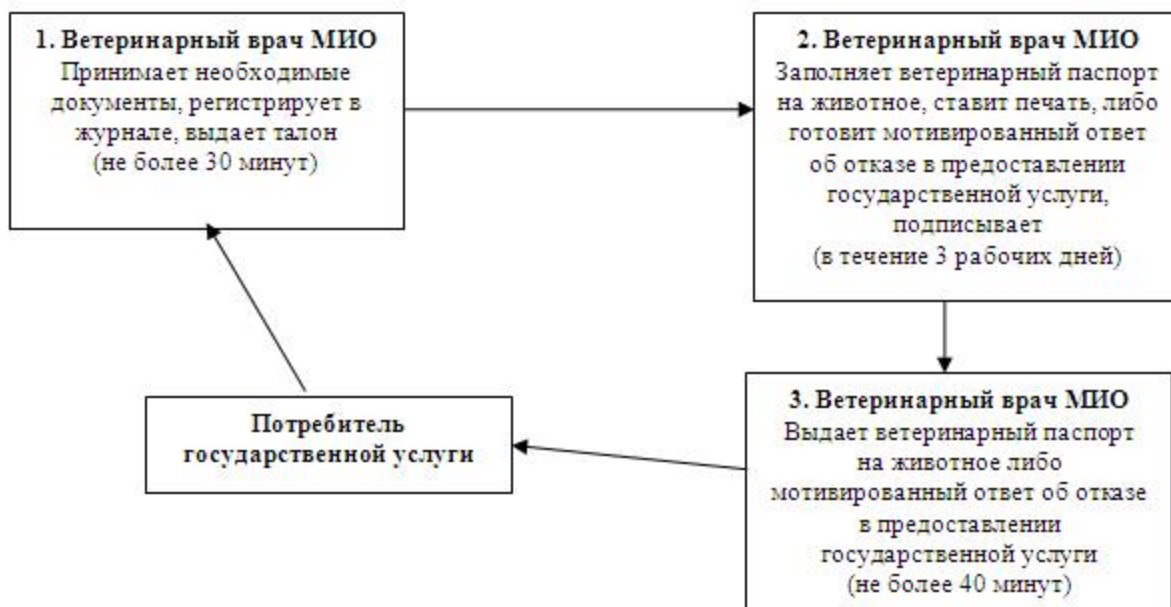 1. Ветеринарный врач МИО
Принимает необходимые
документы, регистрирует в
журнале, выдает талон
(не более 30 минут)
2. Ветеринарный врач МИО
Заполняет ветеринарный паспорт
на животное, ставит печать, либо
готовит мотивированный ответ
об отказе в предоставлении
государственной услуги,
подписывает
(в течение 3 рабочих дней)
3. Ветеринарный врач МИО
Выдает ветеринарный паспорт
на животное либо
мотивированный ответ об отказе
в предоставлении
государственной услуги
(не более 40 минут)
Потребитель
государственной услуги